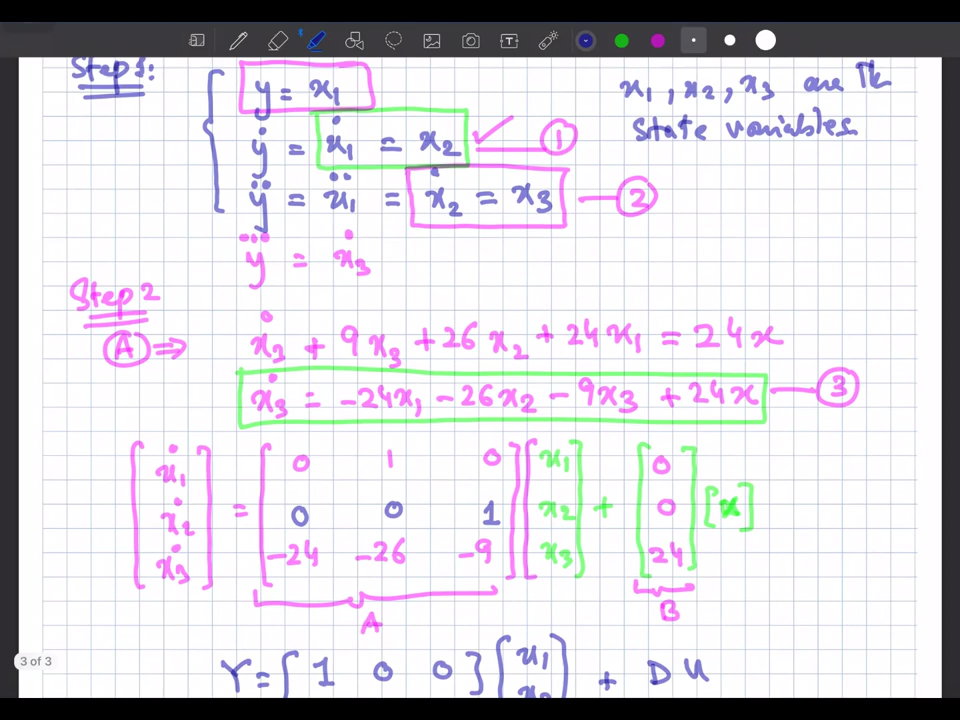 Step 1:
y = x₁
x₁, x₂, x₃ are the
ẏ = ẋ₁ = x₂ ①
state variables
ÿ = ẍ₁ = ẋ₂ = x₃ — ②
y⃛ = ẋ₃
Step 2
Ⓐ ⇒ ẋ₃ + 9x₃ + 26x₂ + 24x₁ = 24x
ẋ₃ = -24x₁ - 26x₂ - 9x₃ + 24x — ③
[ẋ₁] = [0 1 0] [x₁] + [0] [x]
[ẋ₂] [0 0 1] [x₂] [0]
[ẋ₃] [-24 -26 -9] [x₃] [24]
A B
3 of 3
Y = [1 0 0] [x₁ + D U
x₂